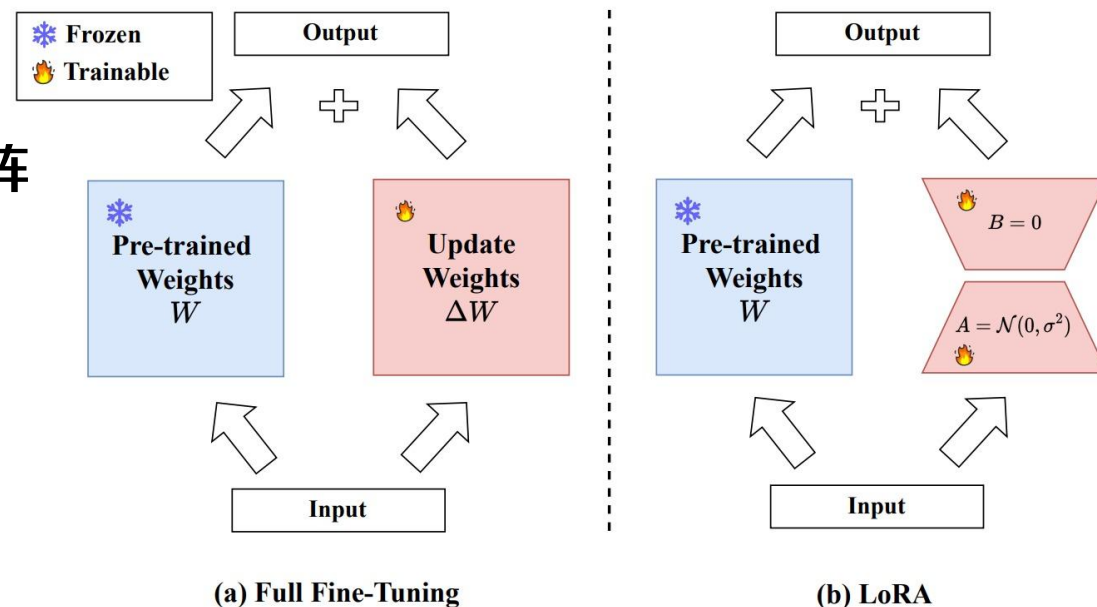 Frozen
Trainable
阵
Output
Pre-trained
Weights
W
Update
Weights
ΔW
Input
(a) Full Fine-Tuning
Output
Pre-trained
Weights
W
B = 0
A = 𝒩(0, σ²)
Input
(b) LoRA